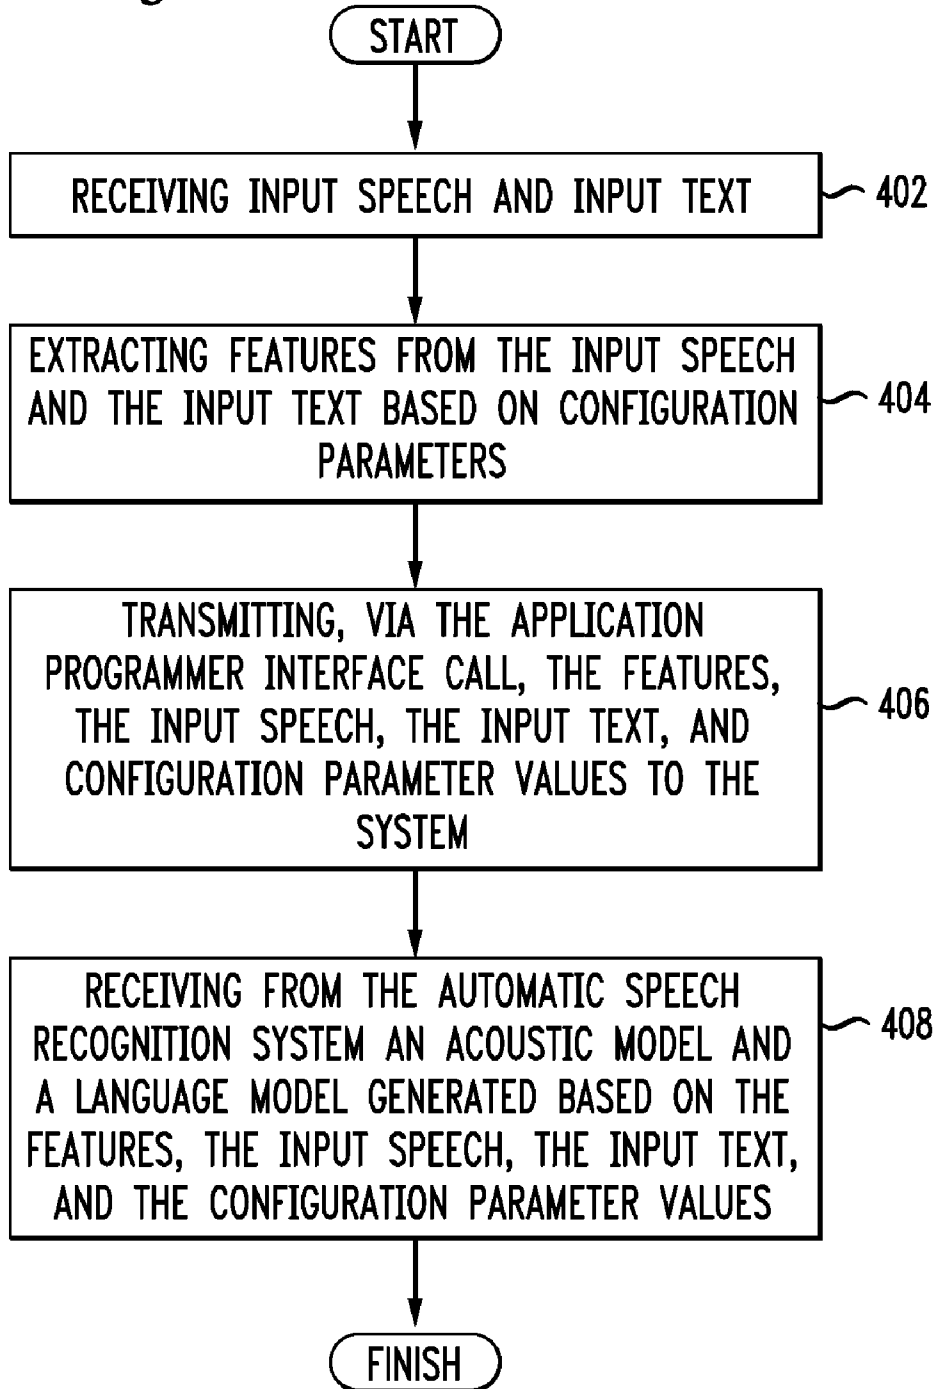 START
RECEIVING INPUT SPEECH AND INPUT TEXT
402
EXTRACTING FEATURES FROM THE INPUT SPEECH
AND THE INPUT TEXT BASED ON CONFIGURATION
PARAMETERS
404
TRANSMITTING, VIA THE APPLICATION
PROGRAMMER INTERFACE CALL, THE FEATURES,
THE INPUT SPEECH, THE INPUT TEXT, AND
CONFIGURATION PARAMETER VALUES TO THE
SYSTEM
406
RECEIVING FROM THE AUTOMATIC SPEECH
RECOGNITION SYSTEM AN ACOUSTIC MODEL AND
A LANGUAGE MODEL GENERATED BASED ON THE
FEATURES, THE INPUT SPEECH, THE INPUT TEXT,
AND THE CONFIGURATION PARAMETER VALUES
408
FINISH